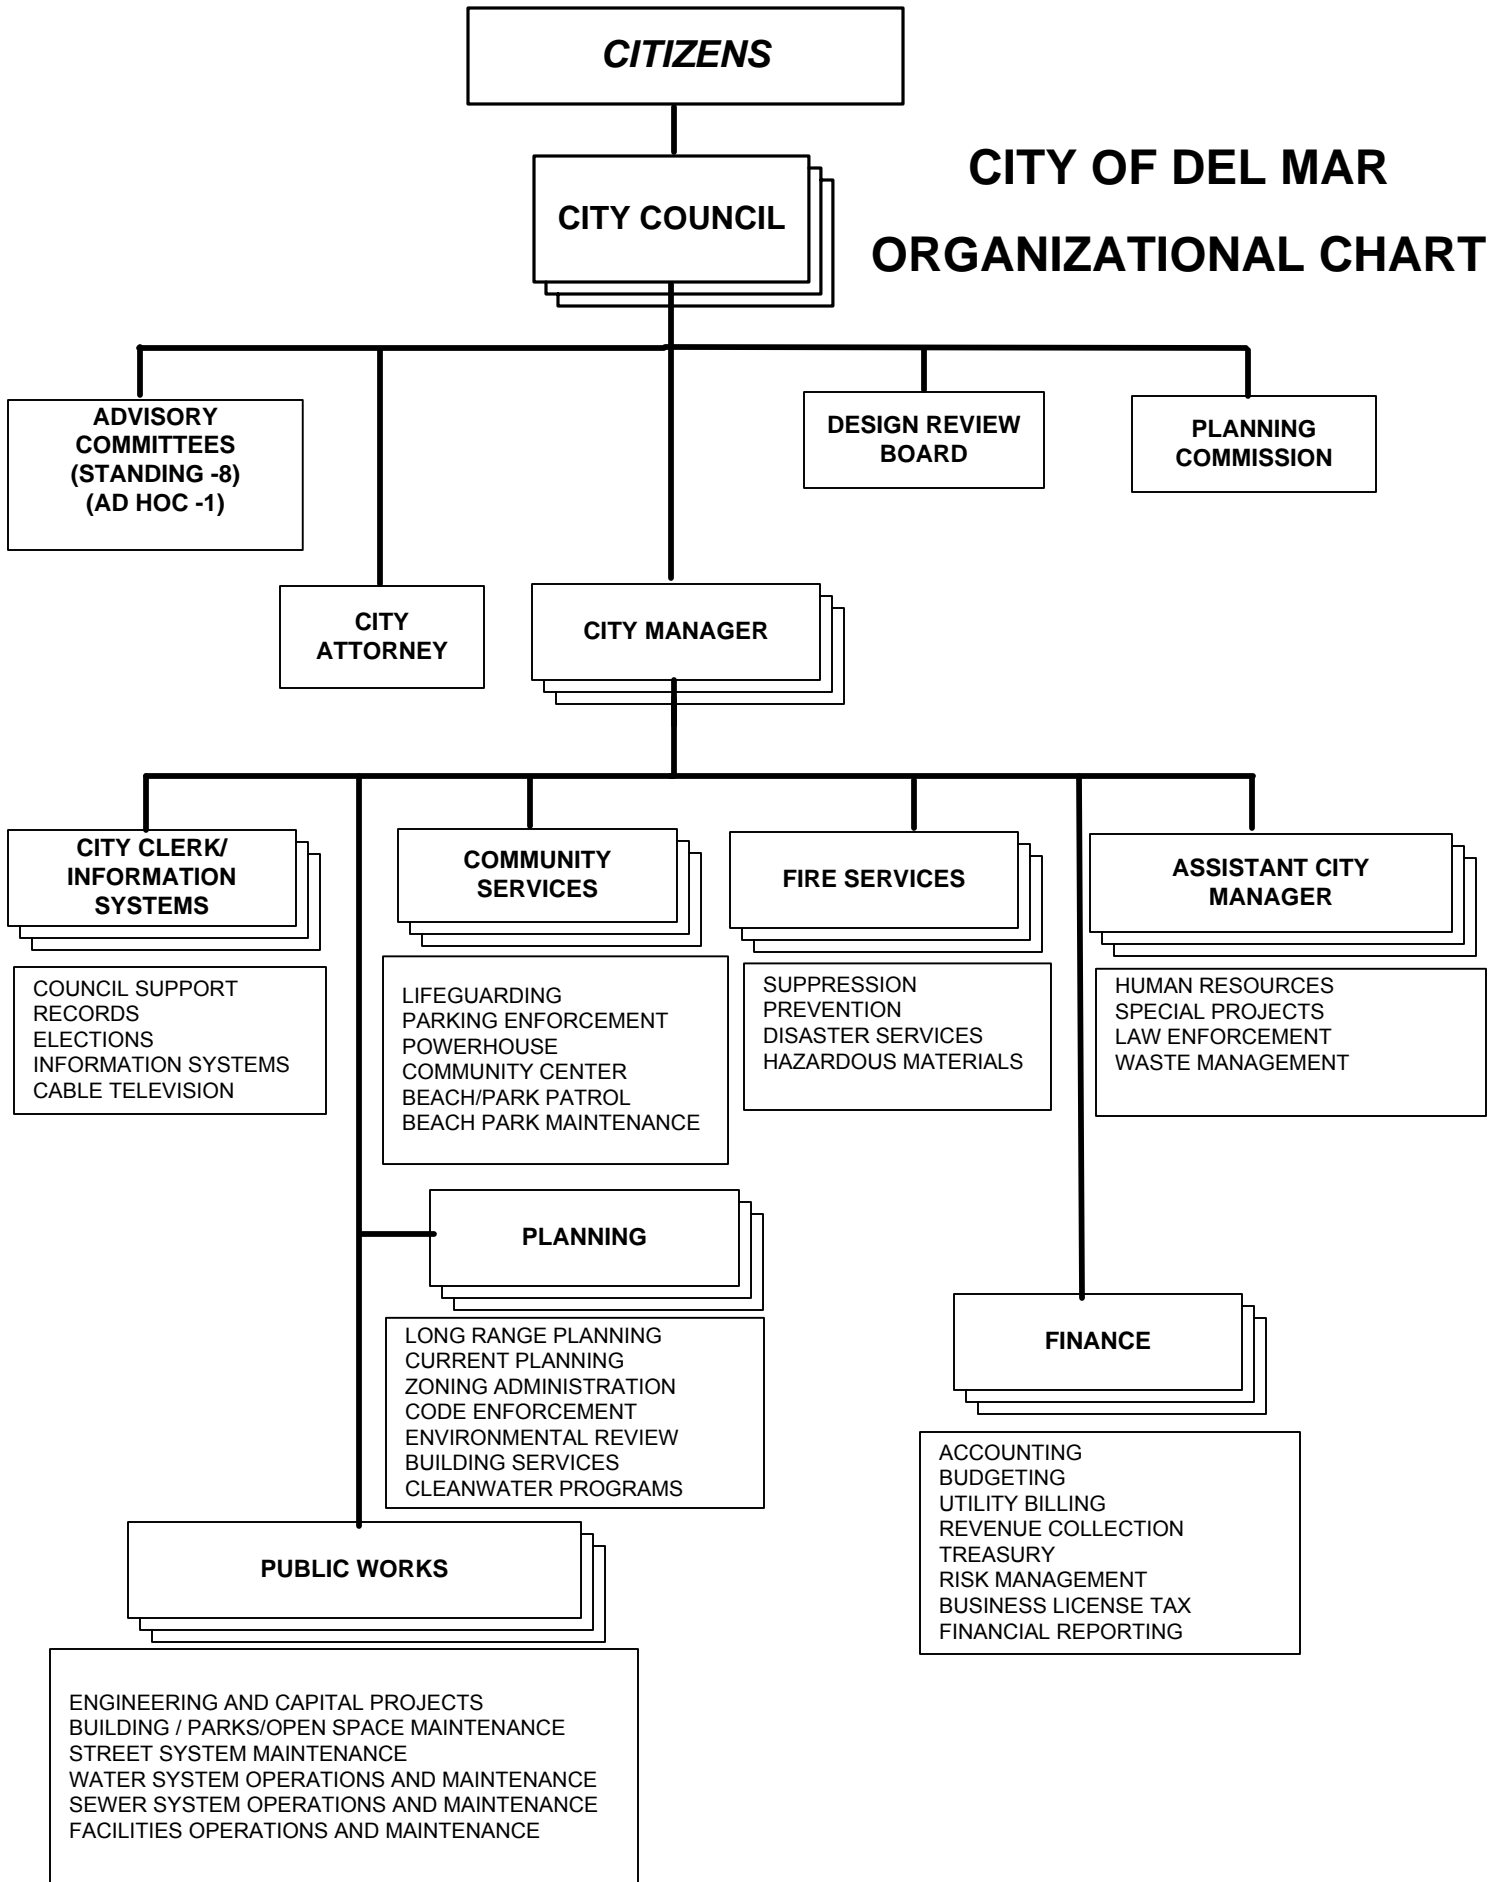 CITIZENS
CITY OF DEL MAR
ORGANIZATIONAL CHART
CITY COUNCIL
ADVISORY
COMMITTEES
(STANDING -8)
(AD HOC -1)
DESIGN REVIEW
BOARD
PLANNING
COMMISSION
CITY
ATTORNEY
CITY MANAGER
CITY CLERK/
INFORMATION
SYSTEMS
COUNCIL SUPPORT
RECORDS
ELECTIONS
INFORMATION SYSTEMS
CABLE TELEVISION
COMMUNITY
SERVICES
LIFEGUARDING
PARKING ENFORCEMENT
POWERHOUSE
COMMUNITY CENTER
BEACH/PARK PATROL
BEACH PARK MAINTENANCE
FIRE SERVICES
SUPPRESSION
PREVENTION
DISASTER SERVICES
HAZARDOUS MATERIALS
ASSISTANT CITY
MANAGER
HUMAN RESOURCES
SPECIAL PROJECTS
LAW ENFORCEMENT
WASTE MANAGEMENT
PLANNING
LONG RANGE PLANNING
CURRENT PLANNING
ZONING ADMINISTRATION
CODE ENFORCEMENT
ENVIRONMENTAL REVIEW
BUILDING SERVICES
CLEANWATER PROGRAMS
FINANCE
ACCOUNTING
BUDGETING
UTILITY BILLING
REVENUE COLLECTION
TREASURY
RISK MANAGEMENT
BUSINESS LICENSE TAX
FINANCIAL REPORTING
PUBLIC WORKS
ENGINEERING AND CAPITAL PROJECTS
BUILDING / PARKS/OPEN SPACE MAINTENANCE
STREET SYSTEM MAINTENANCE
WATER SYSTEM OPERATIONS AND MAINTENANCE
SEWER SYSTEM OPERATIONS AND MAINTENANCE
FACILITIES OPERATIONS AND MAINTENANCE